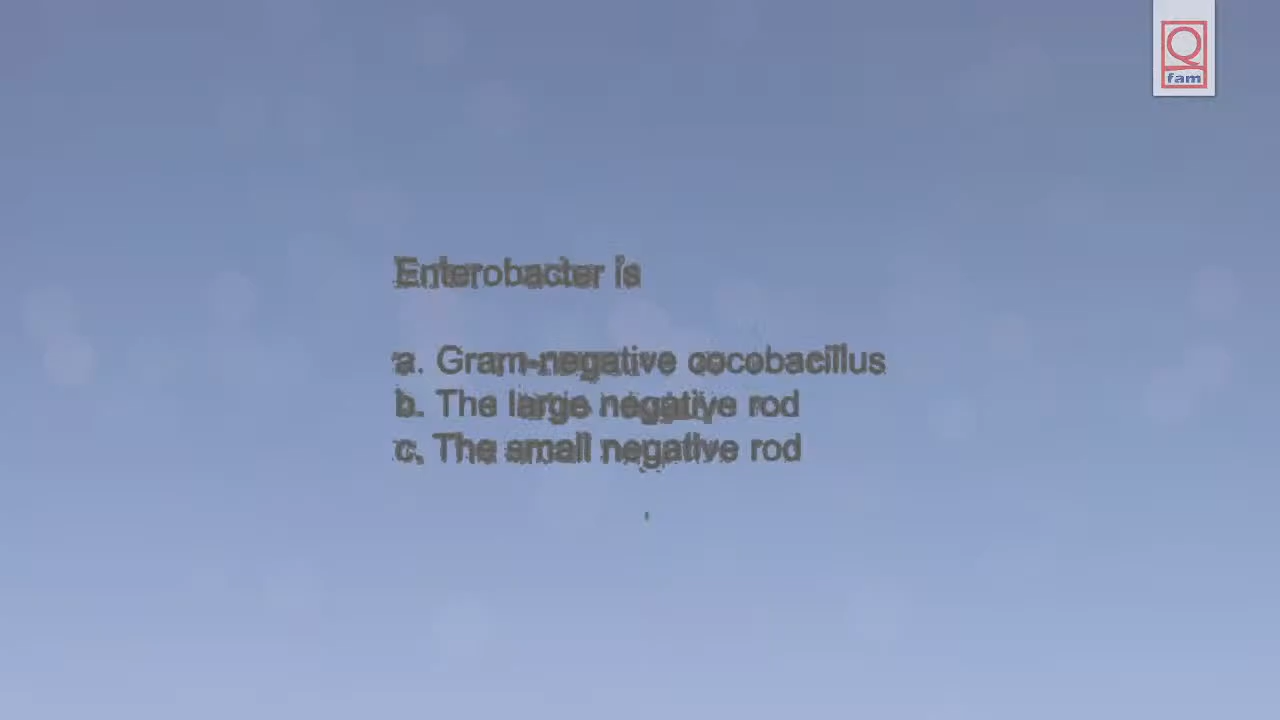 Q
fam
Enterobacter is
a. Gram-negative cocobacillus
b. The large negative rod
c. The small negative rod